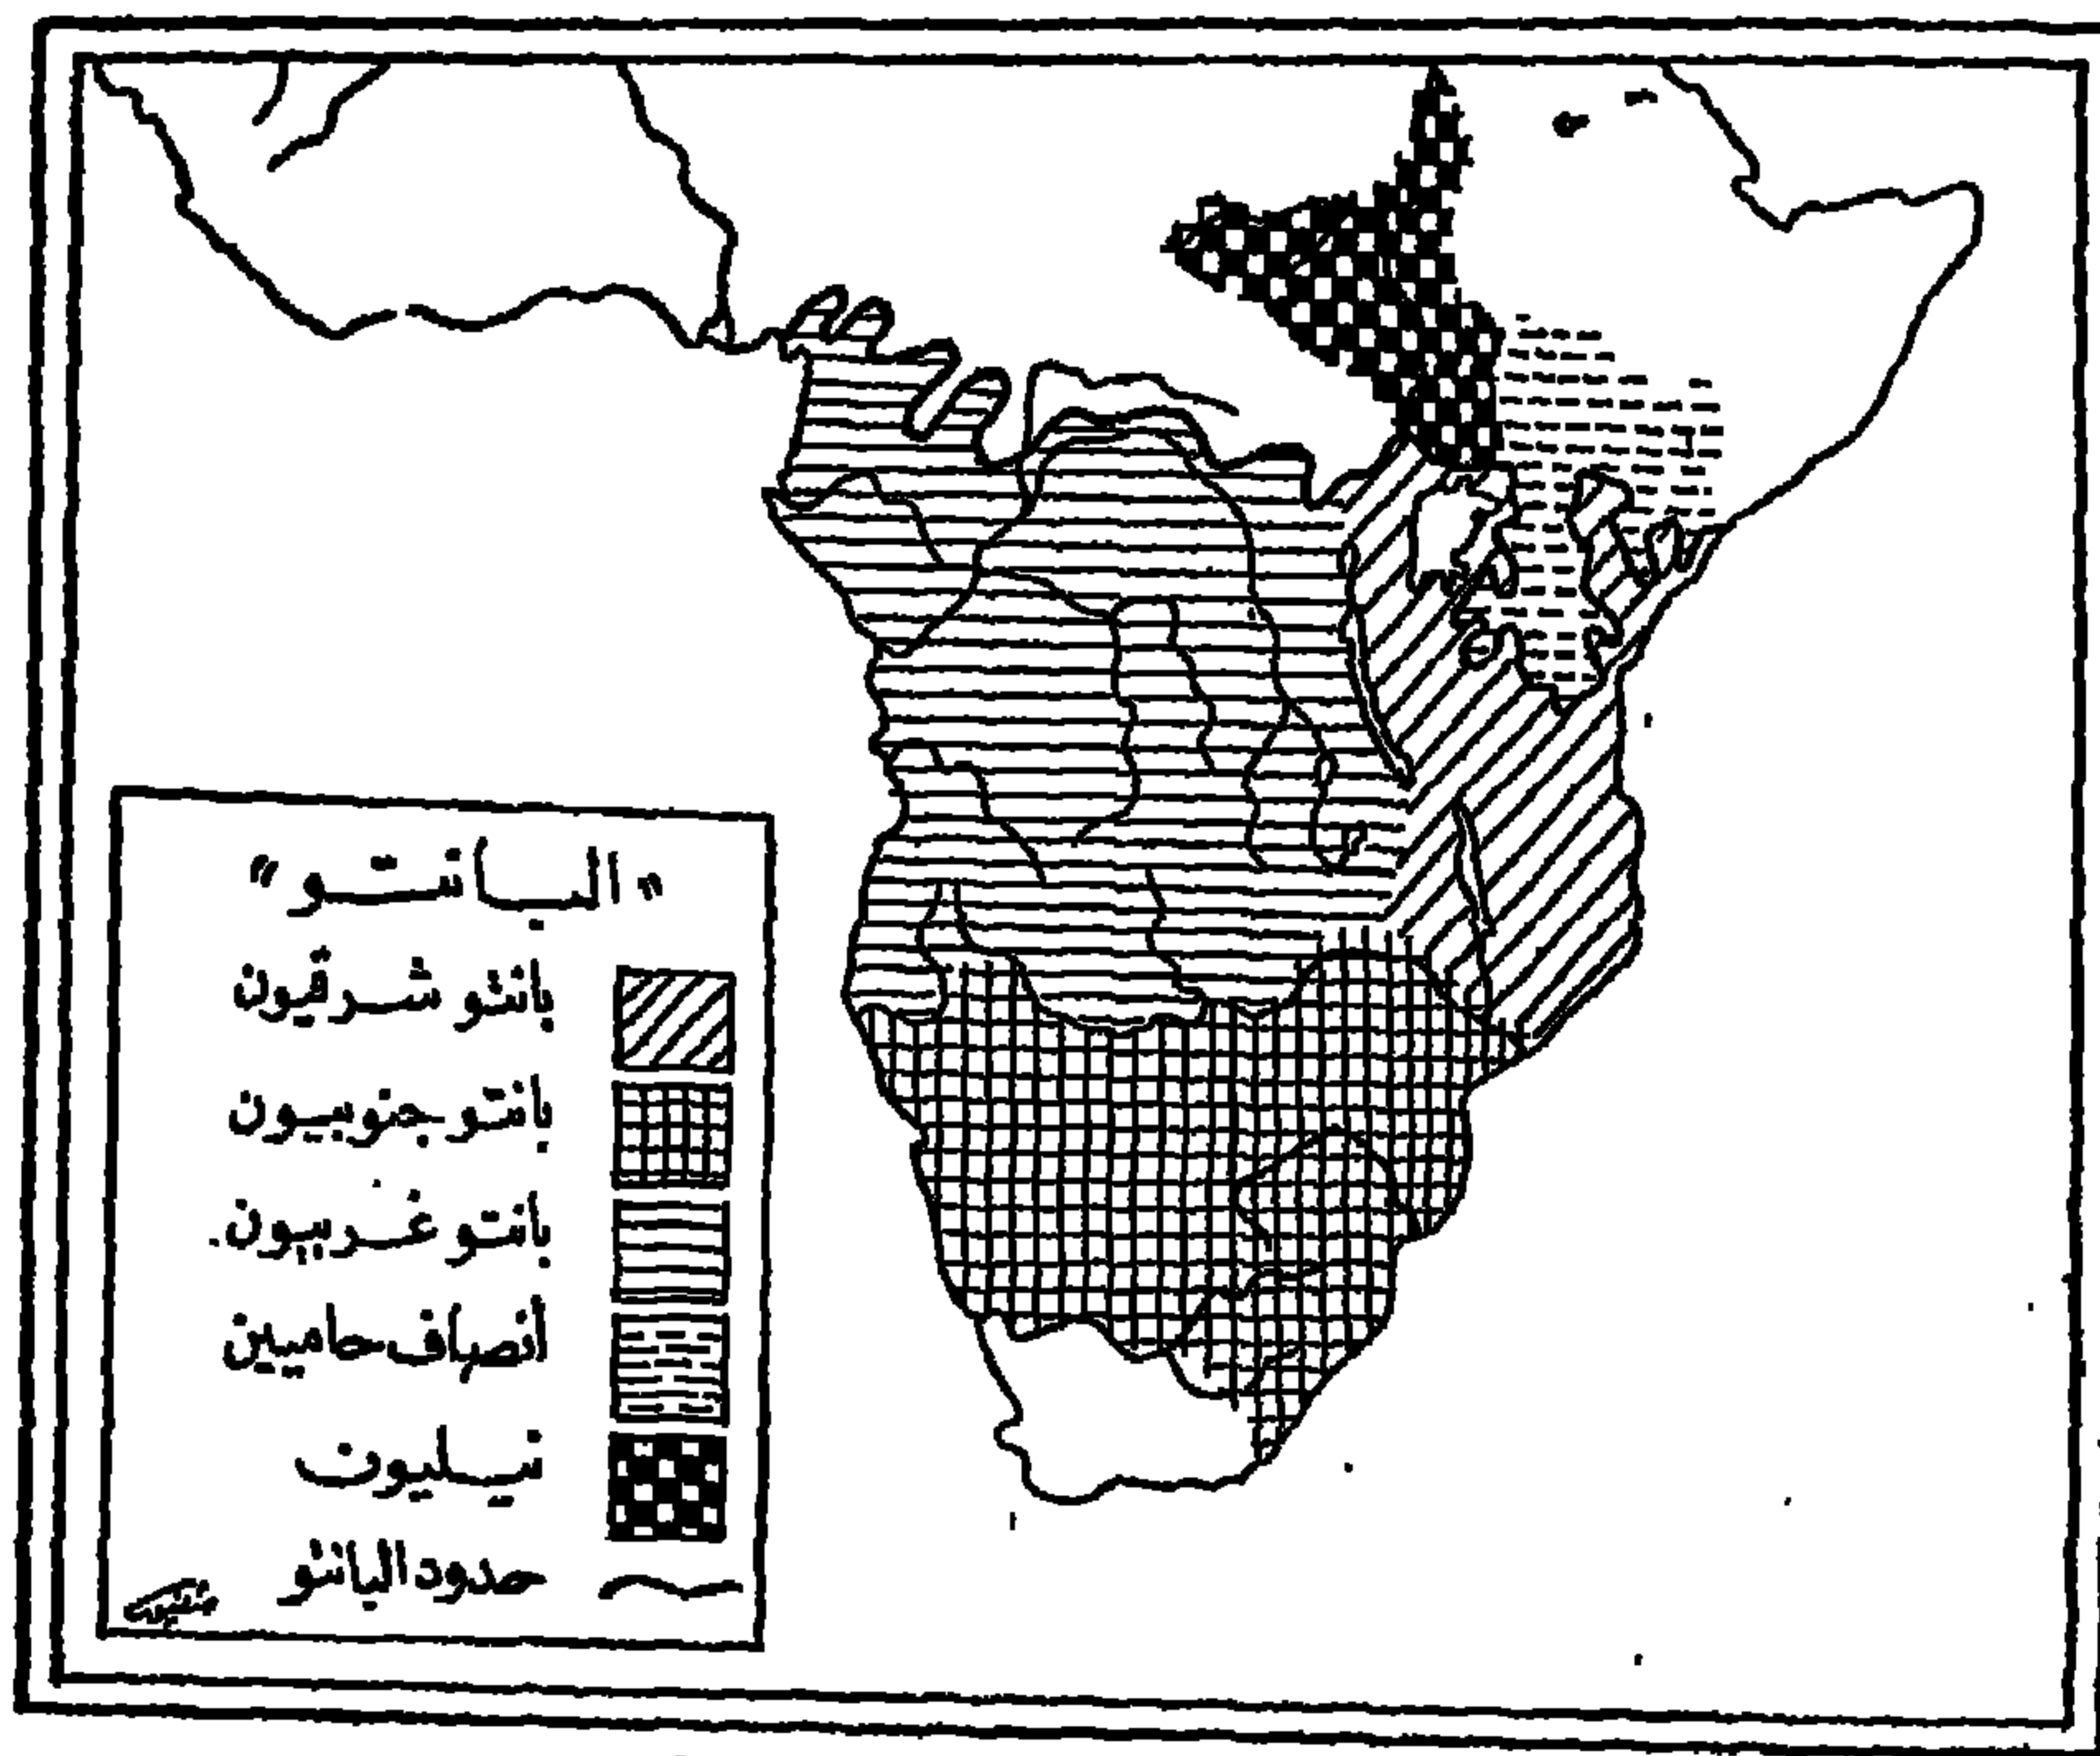 "البانتو"
بانتو شرقيون
بانتو جنوبيون
بانتو غربيون
أنصاف حاميين
نيليون
حدود البانتو